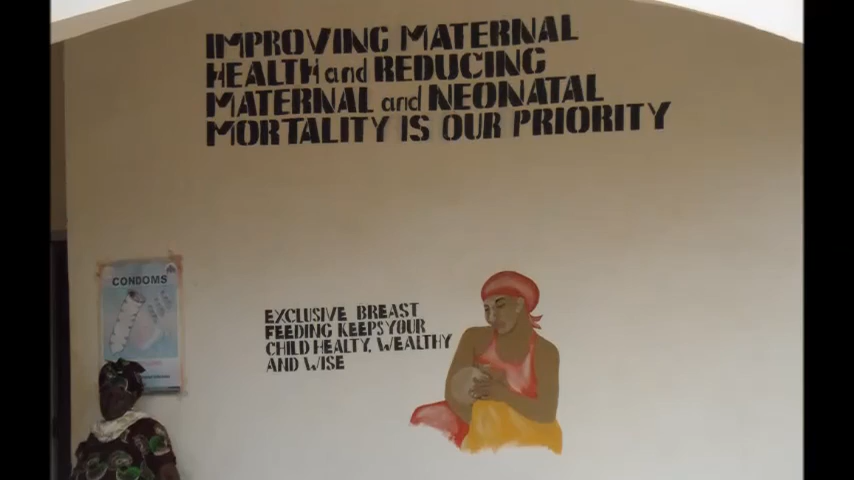 IMPROVING MATERNAL
HEALTH and REDUCING
MATERNAL and NEONATAL
MORTALITY IS OUR PRIORITY
CONDOMS
EXCLUSIVE BREAST
FEEDING KEEPS YOUR
CHILD HEALTY, WEALTHY
AND WISE